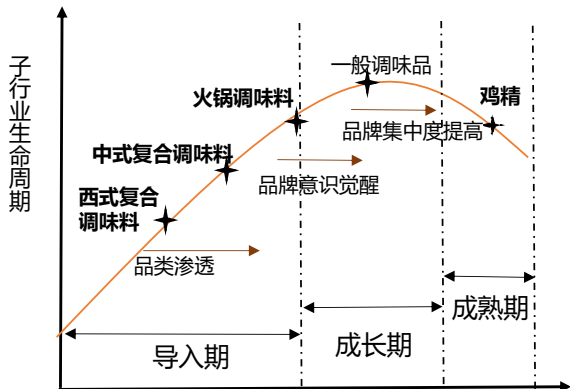 子行业生命周期
一般调味品
火锅调味料
鸡精
品牌集中度提高
中式复合调味料
品牌意识觉醒
西式复合
调味料
品类渗透
导入期
成长期
成熟期